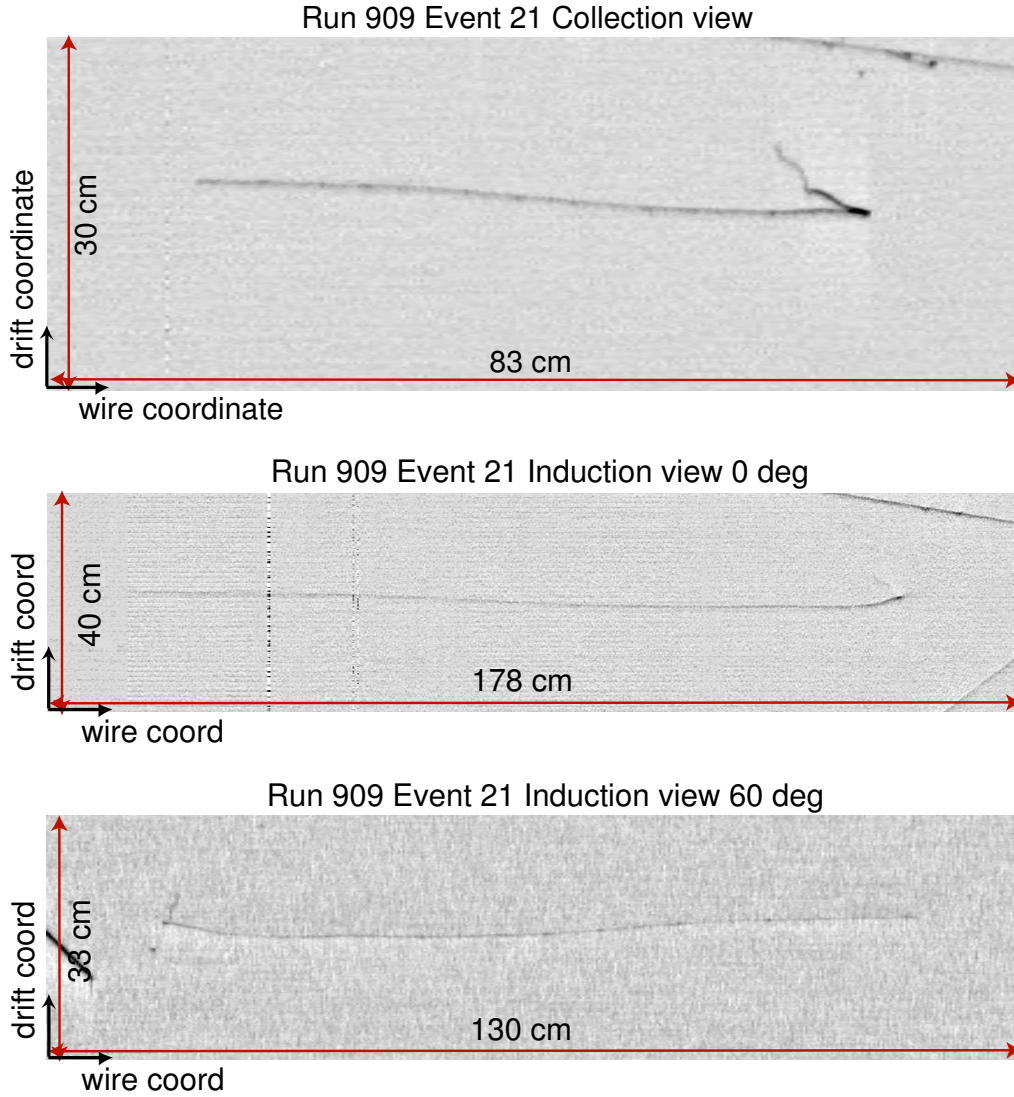 Run 909 Event 21 Collection view
drift coordinate
30 cm
83 cm
wire coordinate
Run 909 Event 21 Induction view 0 deg
drift coord
40 cm
178 cm
wire coord
Run 909 Event 21 Induction view 60 deg
drift coord
33 cm
130 cm
wire coord